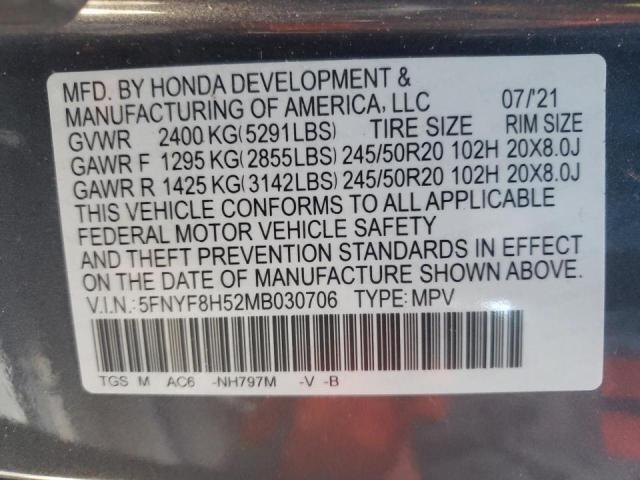 MFD. BY HONDA DEVELOPMENT &
MANUFACTURING OF AMERICA, LLC 07/'21
GVWR 2400 KG(5291LBS) TIRE SIZE RIM SIZE
GAWR F 1295 KG(2855LBS) 245/50R20 102H 20X8.0J
GAWR R 1425 KG(3142LBS) 245/50R20 102H 20X8.0J
THIS VEHICLE CONFORMS TO ALL APPLICABLE
FEDERAL MOTOR VEHICLE SAFETY
AND THEFT PREVENTION STANDARDS IN EFFECT
ON THE DATE OF MANUFACTURE SHOWN ABOVE.
V.I.N.: 5FNYF8H52MB030706 TYPE: MPV
TGS M AC6 -NH797M -V -B